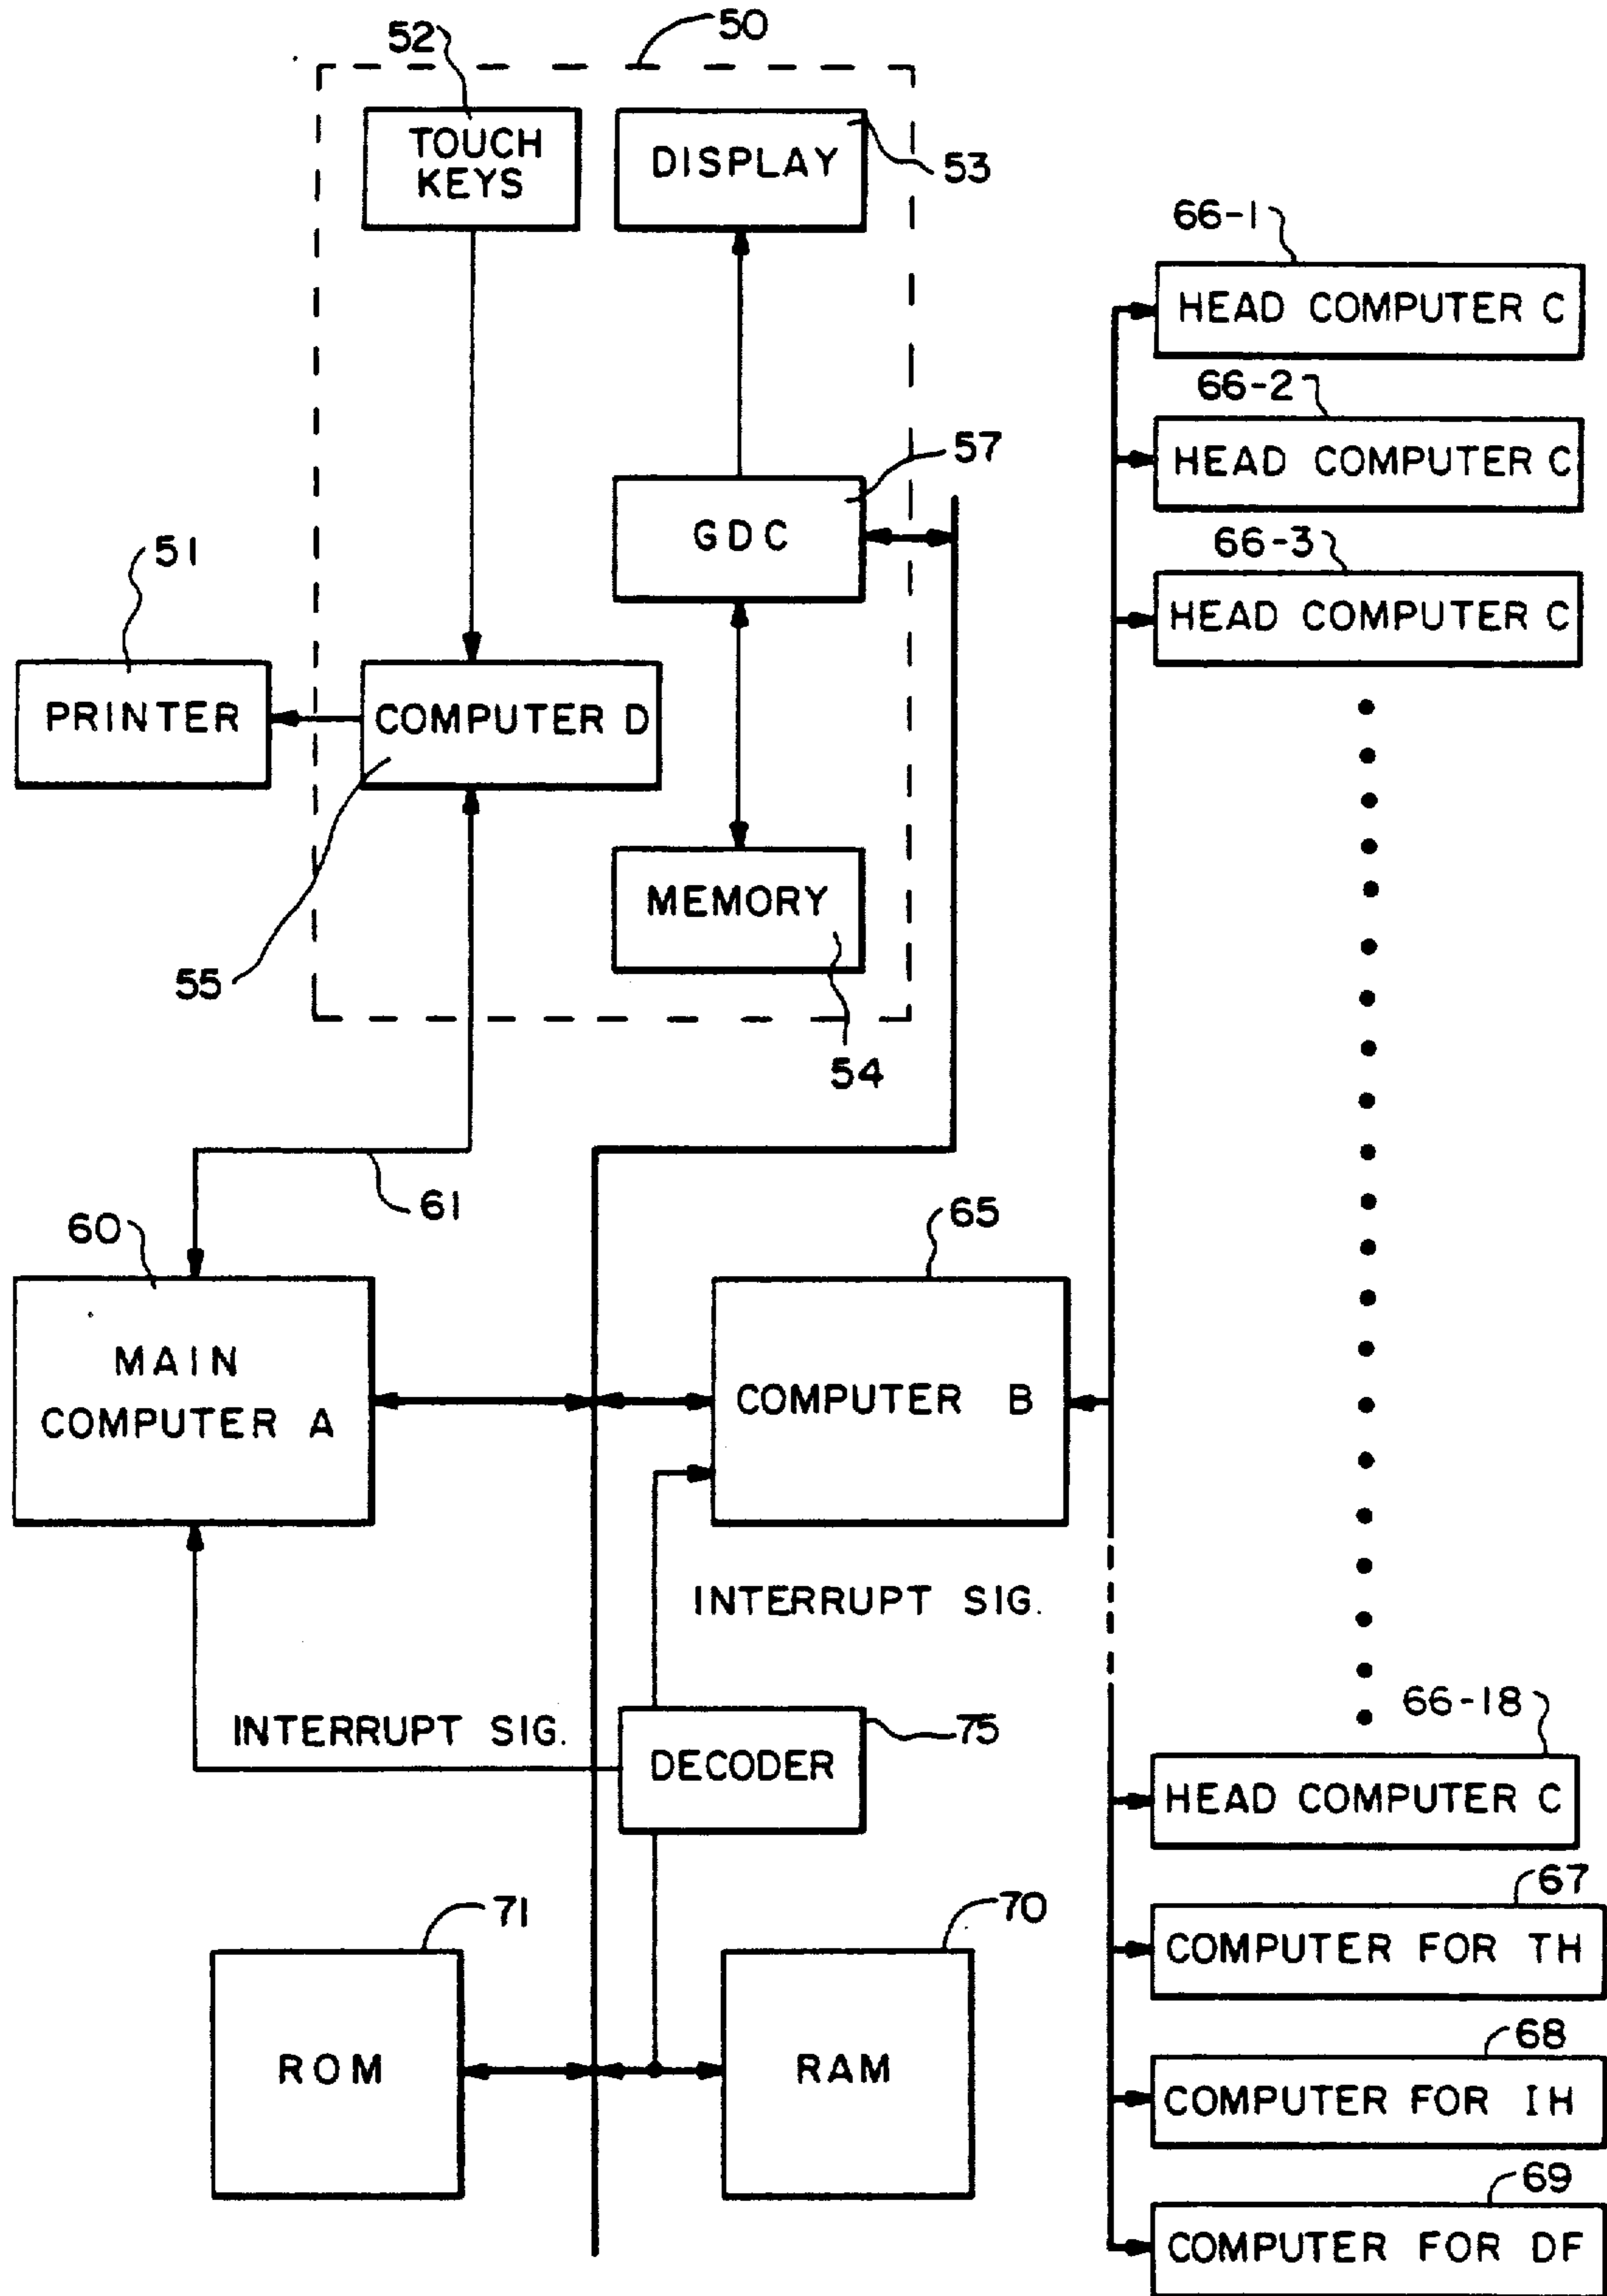 50
52
TOUCH
KEYS
DISPLAY
53
66-1
HEAD COMPUTER C
66-2
HEAD COMPUTER C
57
GDC
66-3
HEAD COMPUTER C
51
PRINTER
COMPUTER D
MEMORY
55
54
61
60
65
MAIN
COMPUTER A
COMPUTER B
INTERRUPT SIG.
INTERRUPT SIG.
75
DECODER
66-18
HEAD COMPUTER C
71
70
67
COMPUTER FOR TH
ROM
RAM
68
COMPUTER FOR IH
69
COMPUTER FOR DF